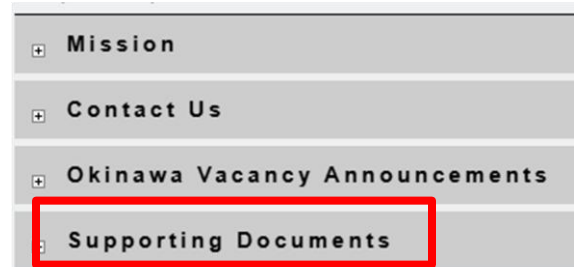 Mission
Contact Us
Okinawa Vacancy Announcements
Supporting Documents